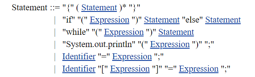 Statement ::= "{" ( Statement )* "}"
| "if" "(" Expression ")" Statement "else" Statement
| "while" "(" Expression ")" Statement
| "System.out.println" "(" Expression ")" ";"
| Identifier "=" Expression ";"
| Identifier "[" Expression "]" "=" Expression ";"